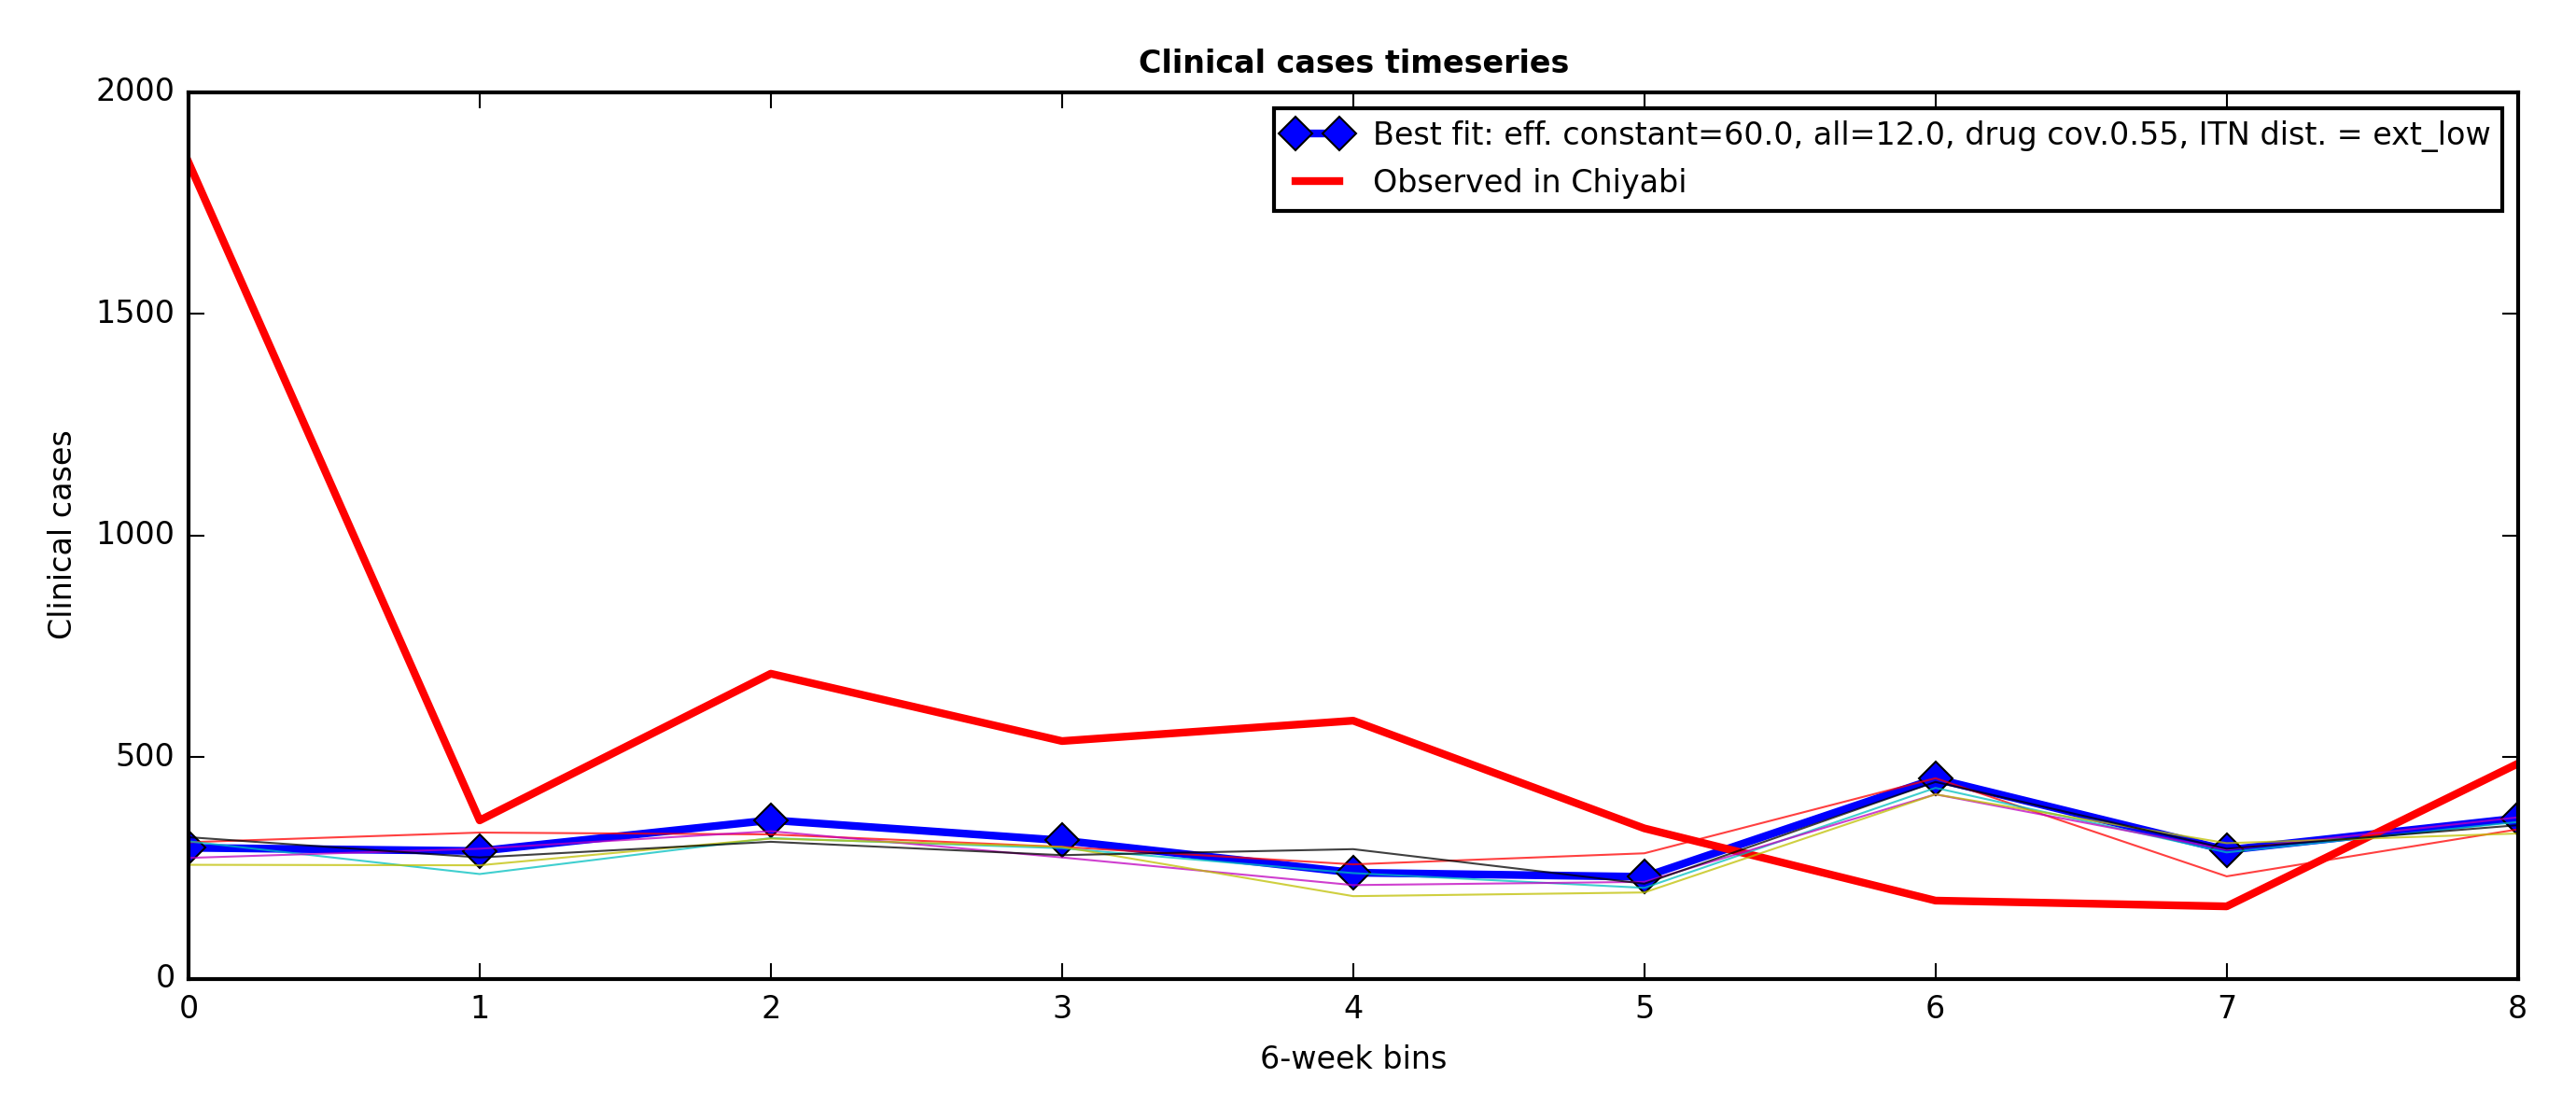 Clinical cases timeseries
2000
1500
1000
500
0
Clinical cases
Best fit: eff. constant=60.0, all=12.0, drug cov.0.55, ITN dist. = ext_low
Observed in Chiyabi
0 1 2 3 4 5 6 7 8
6-week bins